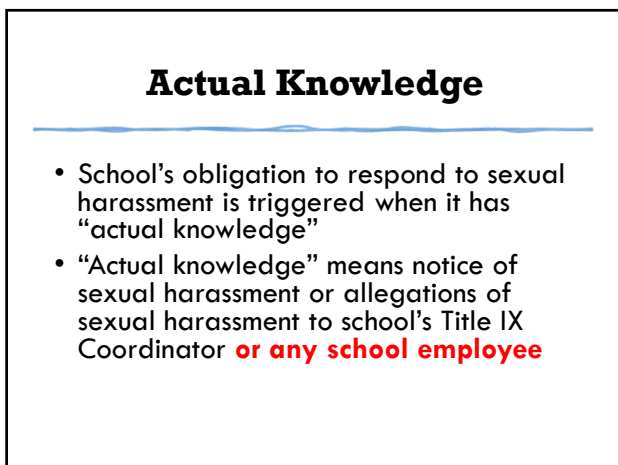 Actual Knowledge
• School’s obligation to respond to sexual
harassment is triggered when it has
“actual knowledge”
• “Actual knowledge” means notice of
sexual harassment or allegations of
sexual harassment to school’s Title IX
Coordinator or any school employee